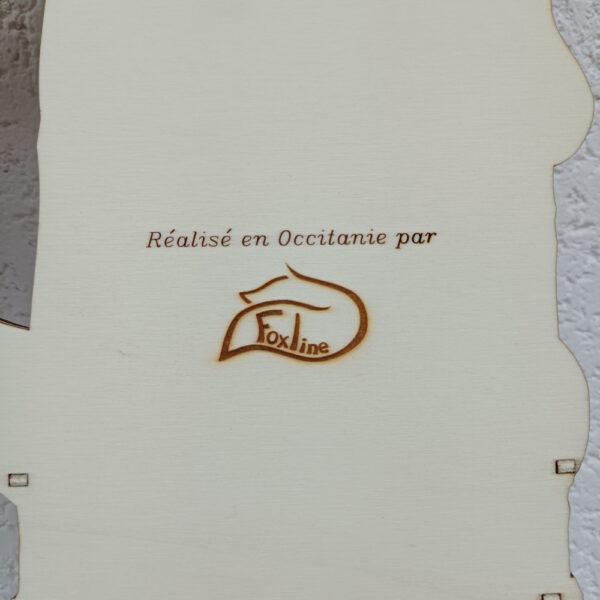 Réalisé en Occitanie par
Foxline